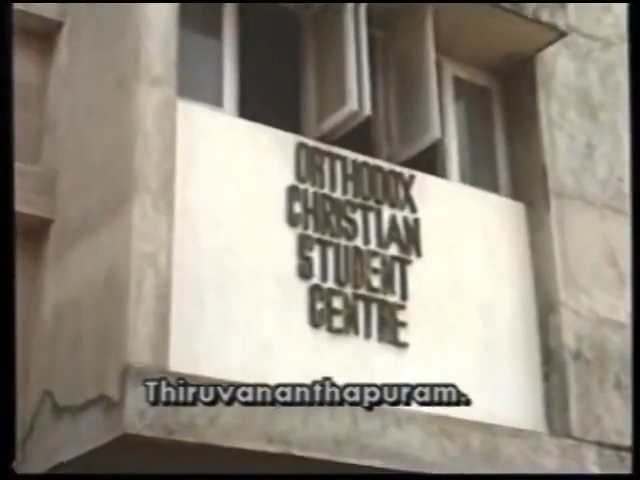 ORTHODOX
CHRISTIAN
STUDENT
CENTRE
Thiruvananthapuram.